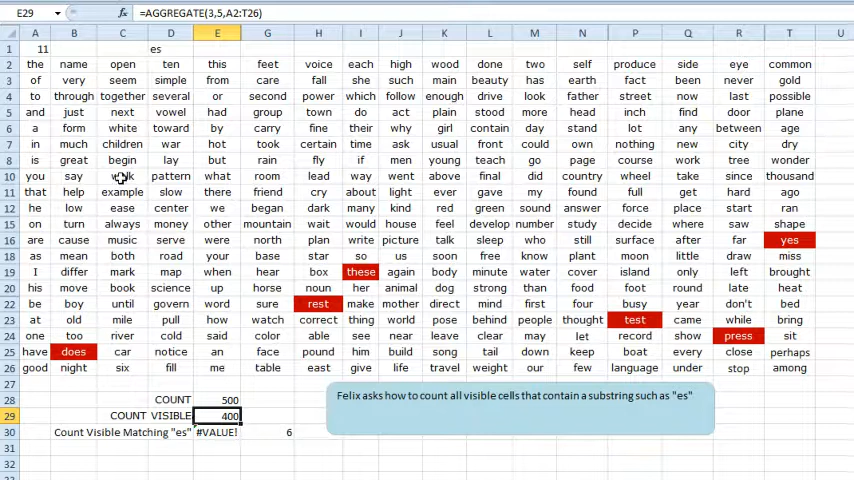 E29 fx =AGGREGATE(3,5,A2:T26)
A B C D E G H I J K L M N P Q R T U
1 11 es
2 the name open ten this feet voice each high wood done two self produce side eye common
3 of very seem simple from care fall she such main beauty has earth fact been never gold
4 to through together several or second power which follow enough drive look father street now last possible
5 and just next vowel had group town do act plain stood more head inch find door plane
6 a form white toward by carry fine their why girl contain day stand lot any between age
7 in much children war hot took certain time ask usual front could own nothing new city dry
8 is great begin lay but rain fly if men young teach go page course work tree wonder
10 you say walk pattern what room lead way went above final did country wheel take since thousand
11 that help example slow there friend cry about light ever gave my found full get hard ago
12 he low ease center we began dark many kind red green sound answer force place start ran
15 on turn always money other mountain wait would house feel develop number study decide where saw shape
16 are cause music serve were north plan write picture talk sleep who still surface after far yes
18 as mean both road your base star so us soon free know plant moon little draw miss
19 I differ mark map when hear box these again body minute water cover island only left brought
20 his move book science up horse noun her animal dog strong than food foot round late heat
22 be boy until govern word sure rest make mother direct mind first four busy year don't bed
23 at old mile pull how watch correct thing world pose behind people thought test came while bring
24 one too river cold said color able see near leave clear may let record show press sit
25 have does car notice an face pound him build song tail down keep boat every close perhaps
26 good night six fill me table east give life travel weight our few language under stop among
27
28 COUNT 500
29 COUNT VISIBLE 400
30 Count Visible Matching "es" #VALUE! 6
31
32
33
Felix asks how to count all visible cells that contain a substring such as "es"